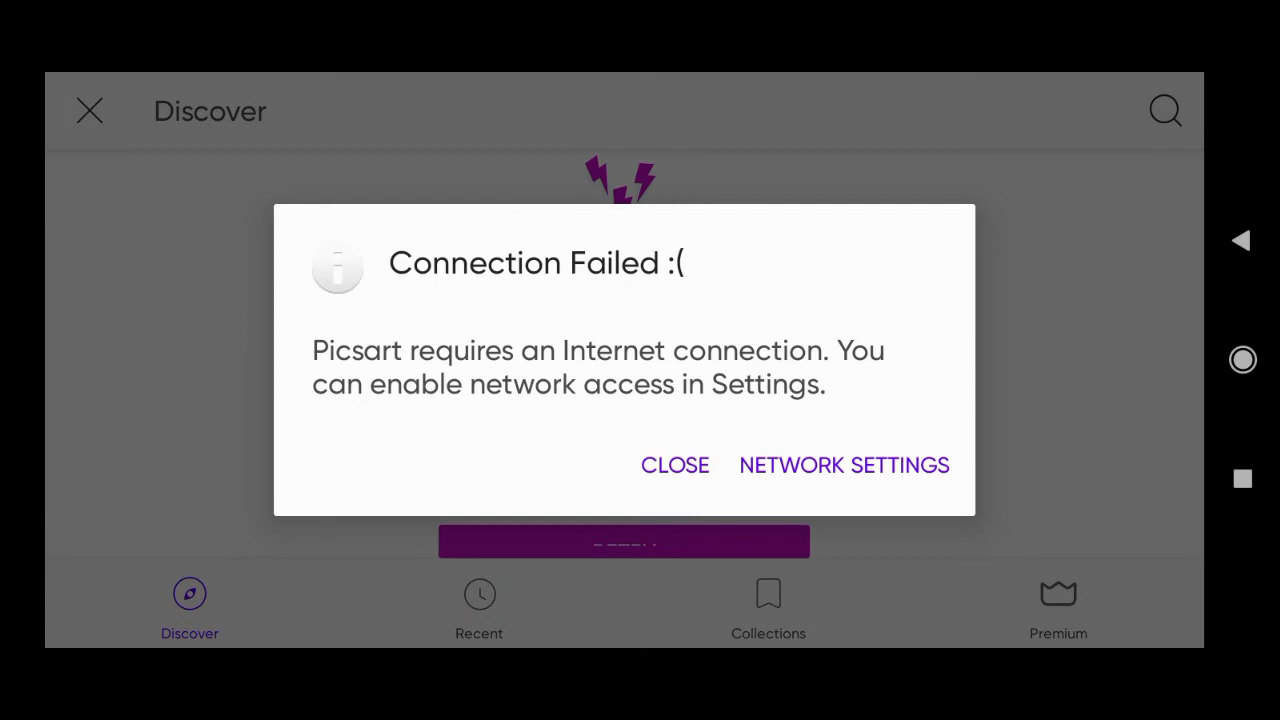 Discover
Connection Failed :(
Picsart requires an Internet connection. You
can enable network access in Settings.
CLOSE NETWORK SETTINGS
Discover Recent Collections Premium